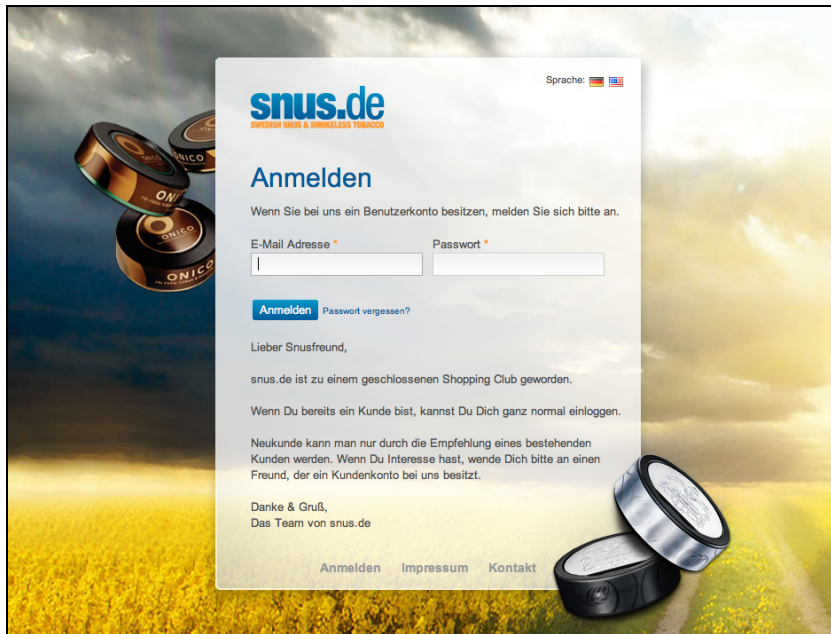 Sprache:
snus.de
SWEDISH SNUS & SMOKELESS TOBACCO
Anmelden
Wenn Sie bei uns ein Benutzerkonto besitzen, melden Sie sich bitte an.
E-Mail Adresse * Passwort *
Anmelden Passwort vergessen?
Lieber Snusfreund,
snus.de ist zu einem geschlossenen Shopping Club geworden.
Wenn Du bereits ein Kunde bist, kannst Du Dich ganz normal einloggen.
Neukunde kann man nur durch die Empfehlung eines bestehenden
Kunden werden. Wenn Du Interesse hast, wende Dich bitte an einen
Freund, der ein Kundenkonto bei uns besitzt.
Danke & Gruß,
Das Team von snus.de
Anmelden Impressum Kontakt
ONICO
ONICO
ONICO